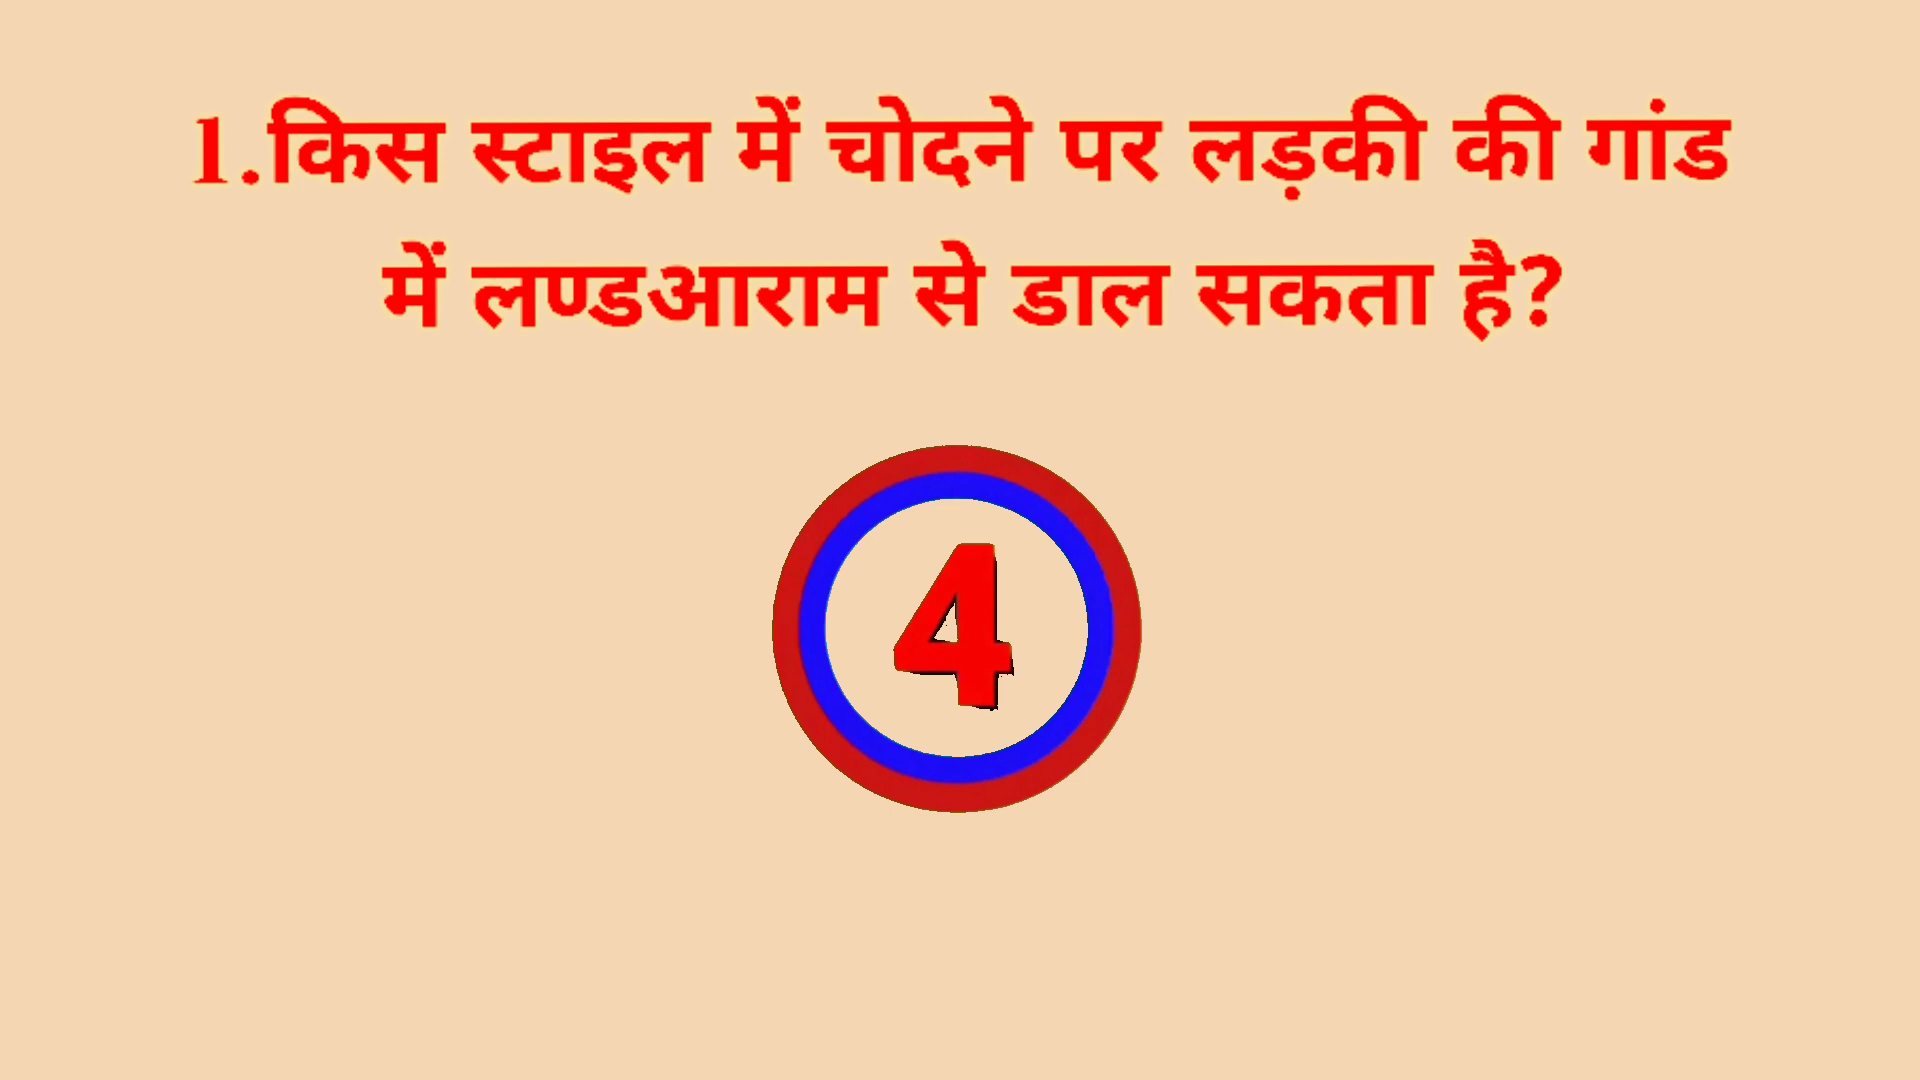 1.किस स्टाइल में चोदने पर लड़की की गांड
में लण्डआराम से डाल सकता है?
4